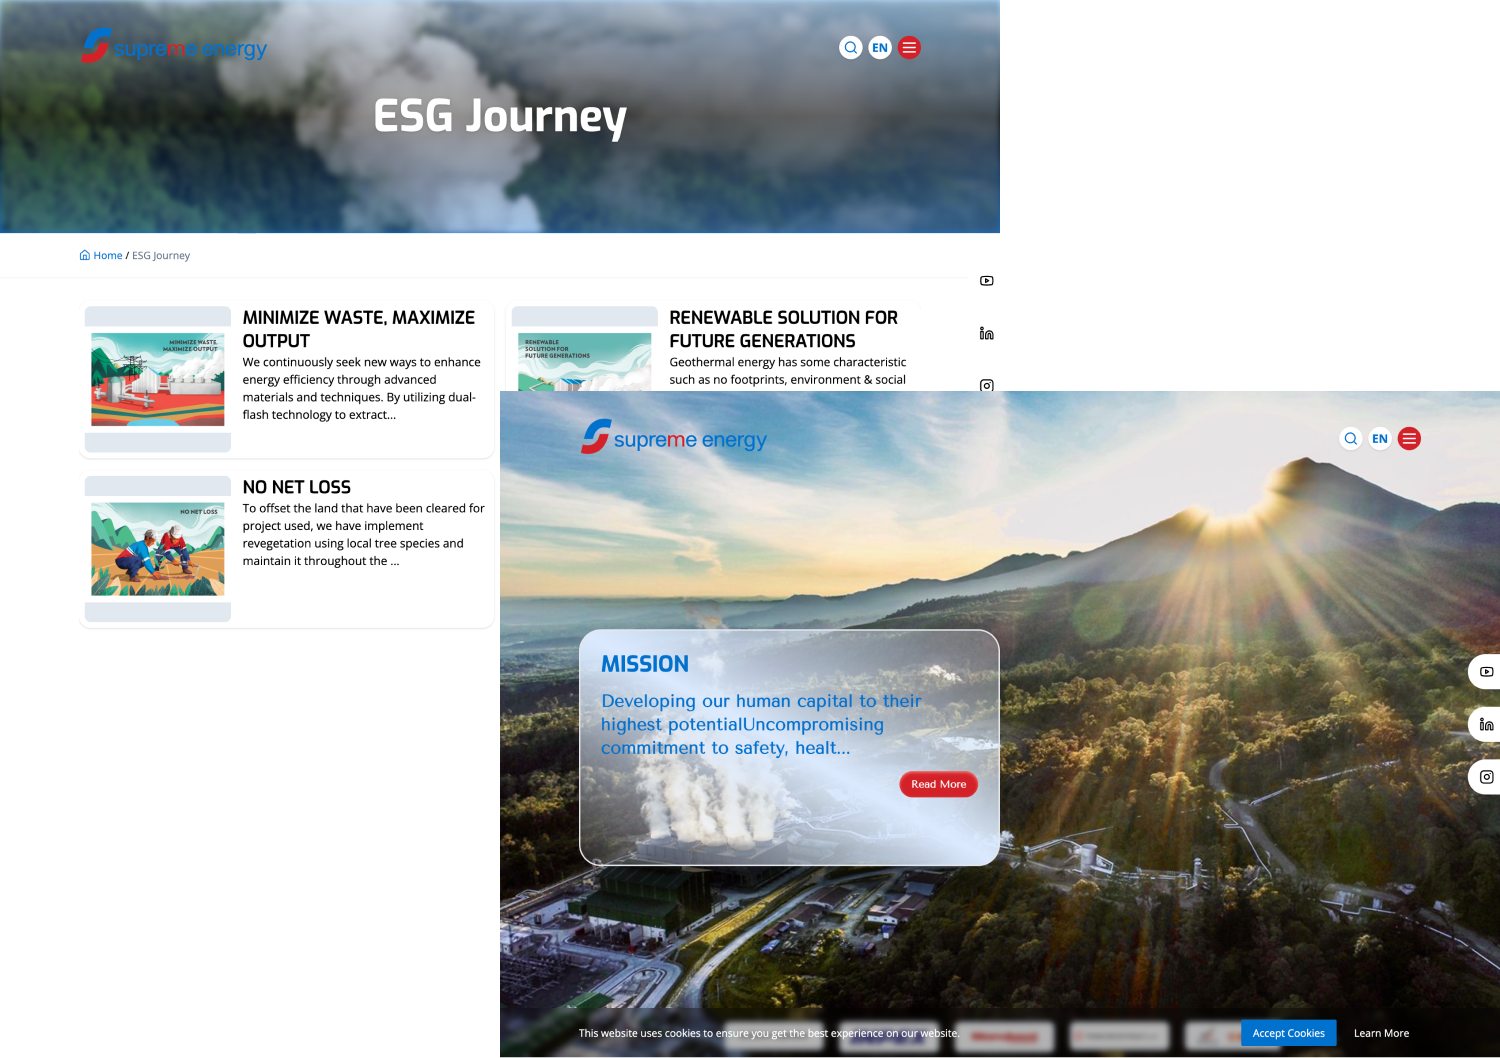 supreme energy
EN
ESG Journey
Home / ESG Journey
MINIMIZE WASTE,
MAXIMIZE OUTPUT
MINIMIZE WASTE, MAXIMIZE
OUTPUT
We continuously seek new ways to enhance
energy efficiency through advanced
materials and techniques. By utilizing dual-
flash technology to extract...
RENEWABLE
SOLUTION FOR
FUTURE GENERATIONS
RENEWABLE SOLUTION FOR
FUTURE GENERATIONS
Geothermal energy has some characteristic
such as no footprints, environment & social
NO NET LOSS
NO NET LOSS
To offset the land that have been cleared for
project used, we have implement
revegetation using local tree species and
maintain it throughout the ...
supreme energy
EN
MISSION
Developing our human capital to their
highest potentialUncompromising
commitment to safety, healt...
Read More
This website uses cookies to ensure you get the best experience on our website.
Accept Cookies
Learn More